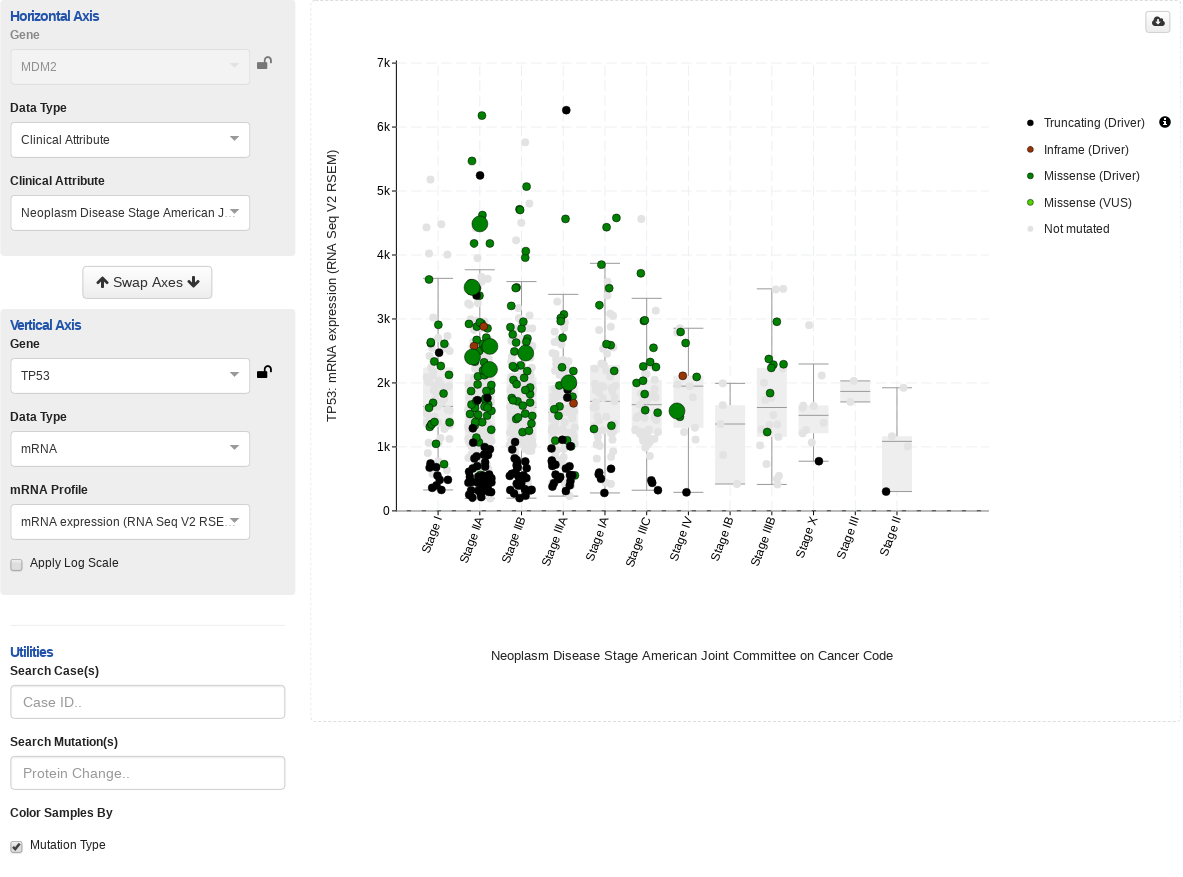 Horizontal Axis
Gene
MDM2
Data Type
Clinical Attribute
Clinical Attribute
Neoplasm Disease Stage American J...
Swap Axes
Vertical Axis
Gene
TP53
Data Type
mRNA
mRNA Profile
mRNA expression (RNA Seq V2 RSE...
Apply Log Scale
Utilities
Search Case(s)
Case ID..
Search Mutation(s)
Protein Change..
Color Samples By
Mutation Type
TP53: mRNA expression (RNA Seq V2 RSEM)
7k
6k
5k
4k
3k
2k
1k
0
Stage I
Stage IIA
Stage IIB
Stage IIIA
Stage IA
Stage IIIC
Stage IV
Stage IB
Stage IIIB
Stage X
Stage III
Stage II
Neoplasm Disease Stage American Joint Committee on Cancer Code
Truncating (Driver)
Inframe (Driver)
Missense (Driver)
Missense (VUS)
Not mutated